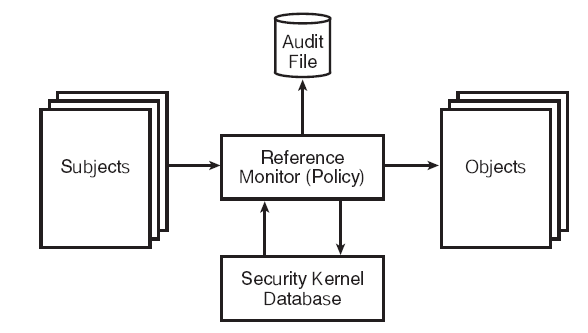 Audit
File
Subjects
Reference
Monitor (Policy)
Objects
Security Kernel
Database